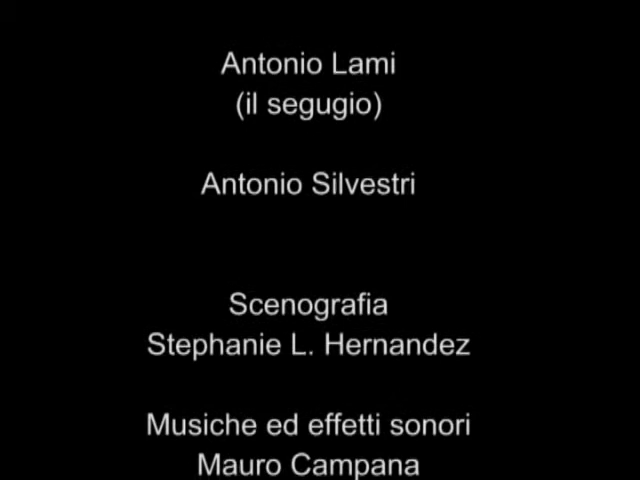 Antonio Lami
(il segugio)
Antonio Silvestri
Scenografia
Stephanie L. Hernandez
Musiche ed effetti sonori
Mauro Campana